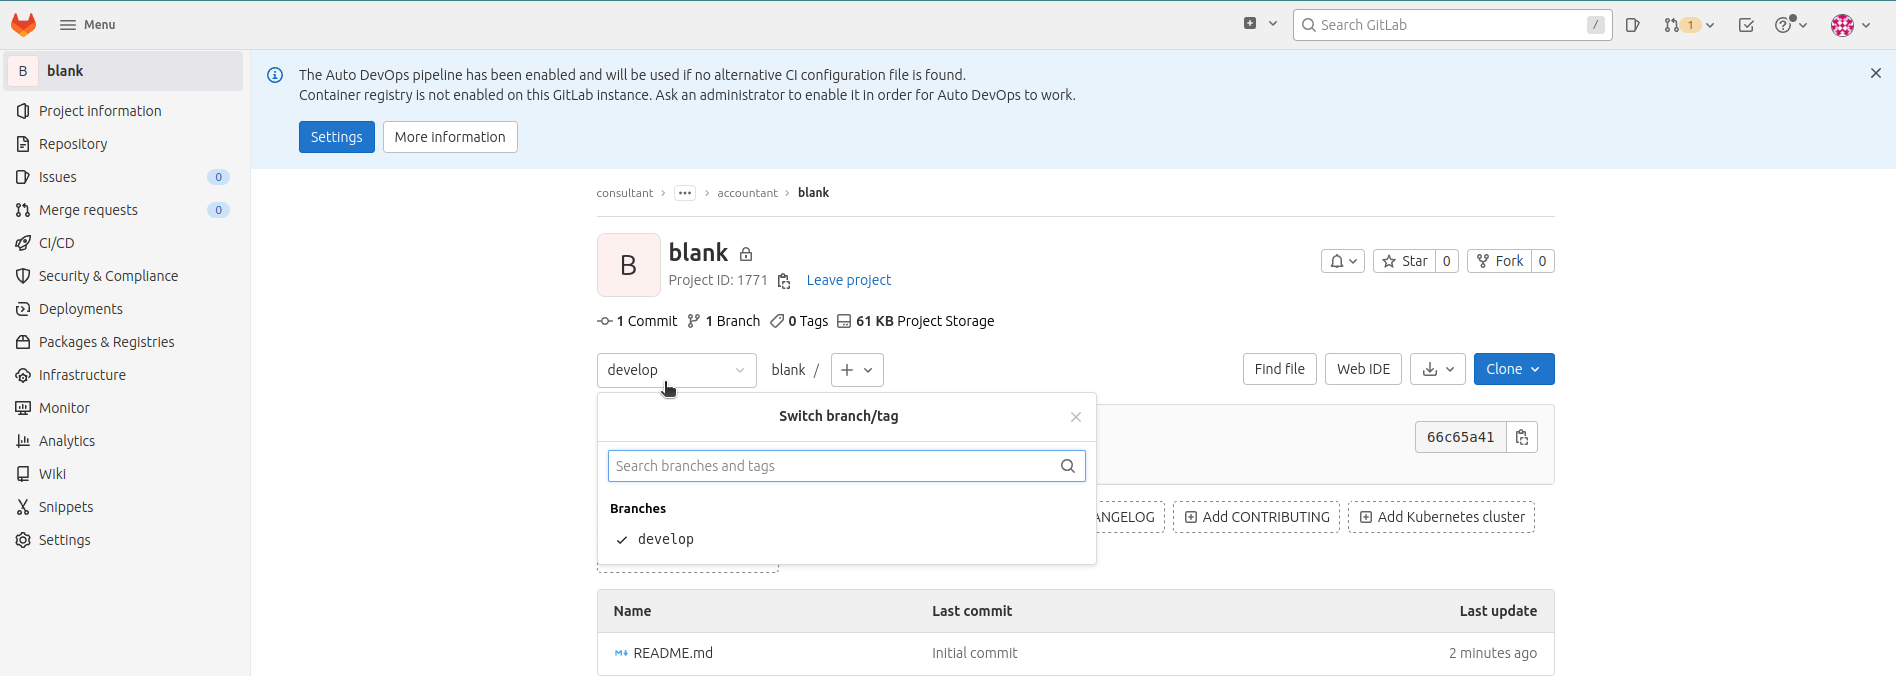 Menu
Search GitLab /
1
B blank
Project information
Repository
Issues 0
Merge requests 0
CI/CD
Security & Compliance
Deployments
Packages & Registries
Infrastructure
Monitor
Analytics
Wiki
Snippets
Settings
The Auto DevOps pipeline has been enabled and will be used if no alternative CI configuration file is found.
Container registry is not enabled on this GitLab instance. Ask an administrator to enable it in order for Auto DevOps to work.
Settings More information
consultant › ••• › accountant › blank
B
blank
Project ID: 1771 Leave project
Star 0 Fork 0
1 Commit 1 Branch 0 Tags 61 KB Project Storage
develop blank / + Find file Web IDE Clone
Switch branch/tag
66c65a41
Search branches and tags
Branches
develop
ANGELOG Add CONTRIBUTING Add Kubernetes cluster
Name Last commit Last update
README.md Initial commit 2 minutes ago